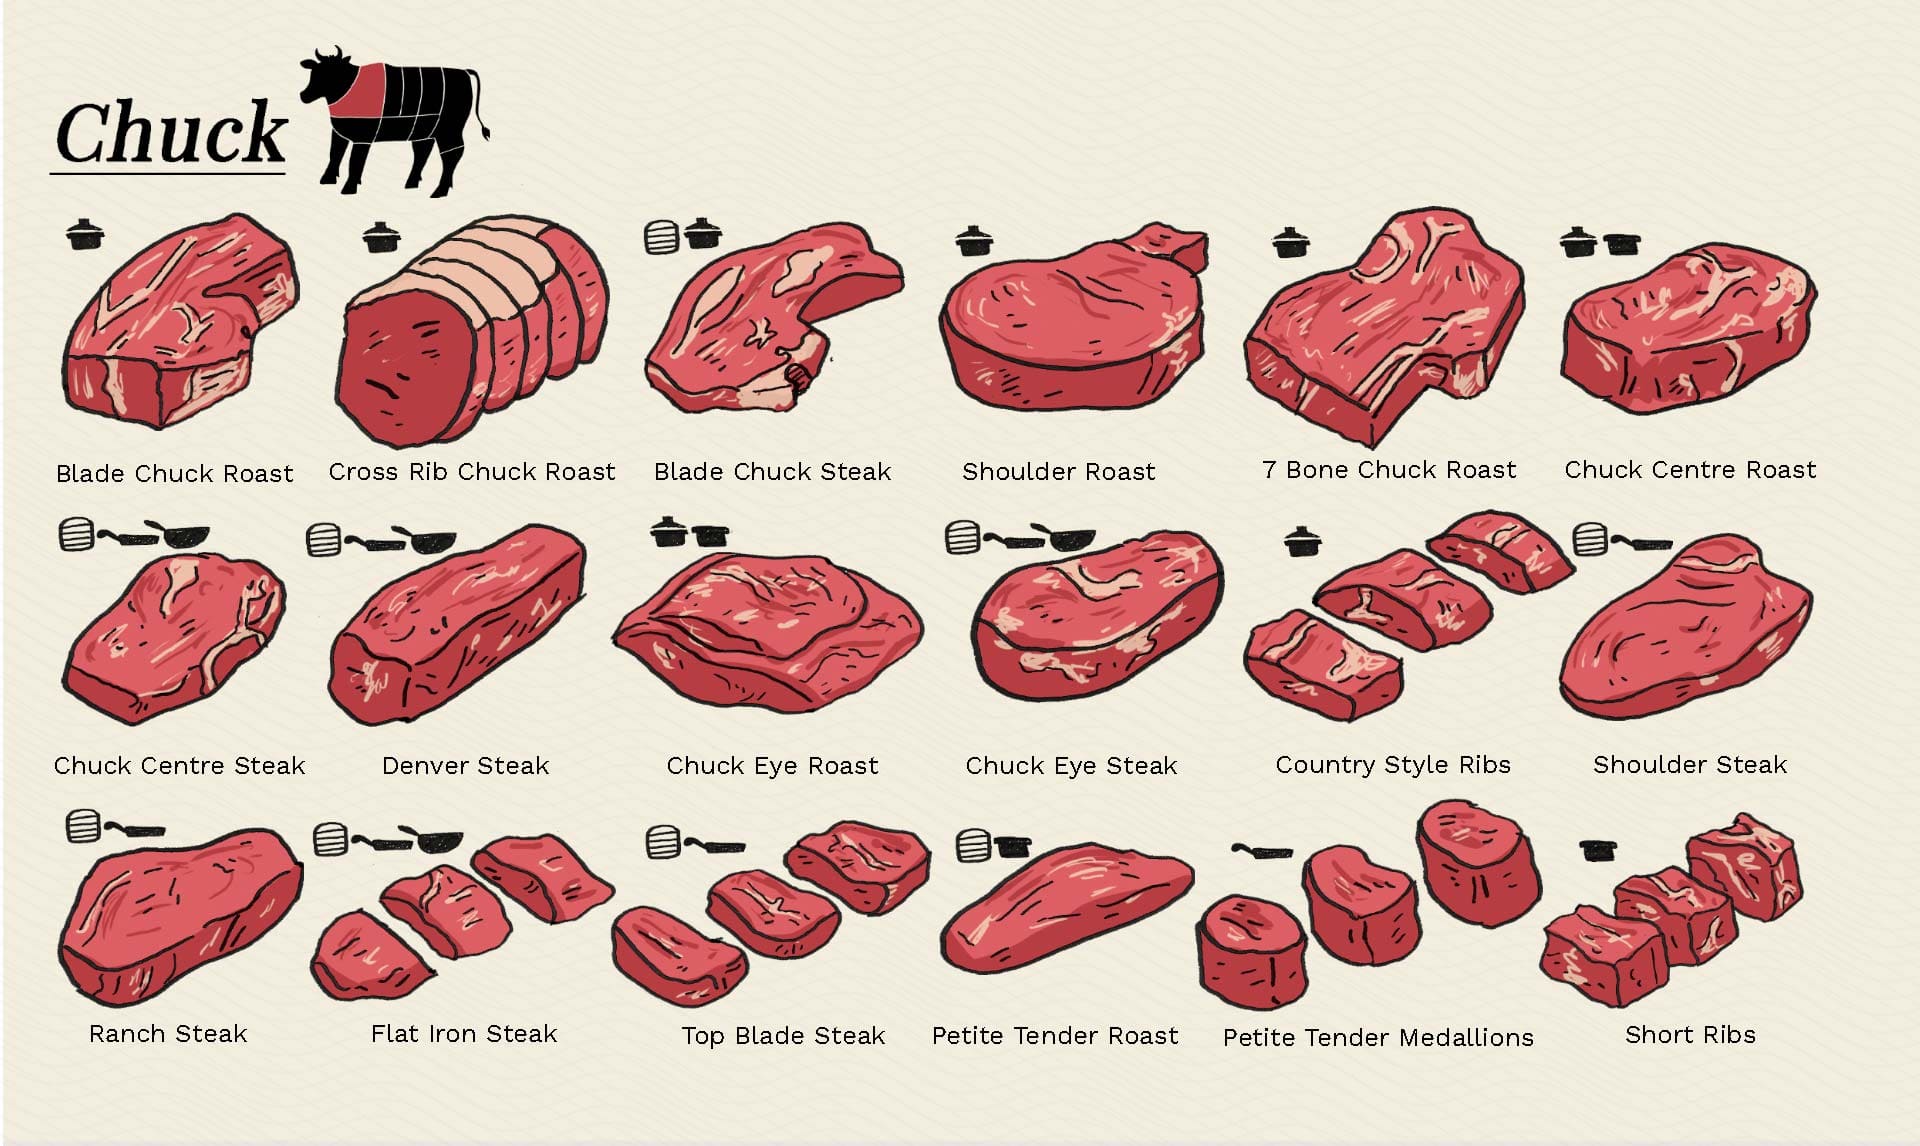 Chuck
Blade Chuck Roast
Cross Rib Chuck Roast
Blade Chuck Steak
Shoulder Roast
7 Bone Chuck Roast
Chuck Centre Roast
Chuck Centre Steak
Denver Steak
Chuck Eye Roast
Chuck Eye Steak
Country Style Ribs
Shoulder Steak
Ranch Steak
Flat Iron Steak
Top Blade Steak
Petite Tender Roast
Petite Tender Medallions
Short Ribs